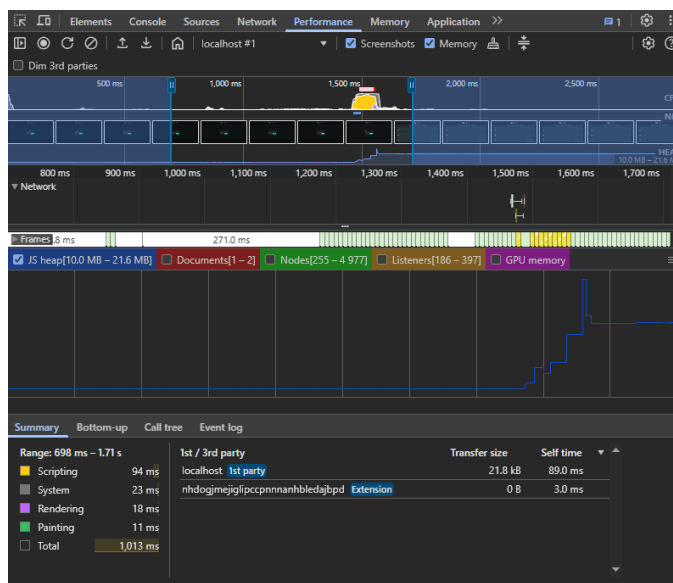 Elements Console Sources Network Performance Memory Application 1
localhost #1 Screenshots Memory
Dim 3rd parties
500 ms 1,000 ms 1,500 ms 2,000 ms 2,500 ms
CP
NE
HEA
10.0 MB – 21.6 M
800 ms 900 ms 1,000 ms 1,100 ms 1,200 ms 1,300 ms 1,400 ms 1,500 ms 1,600 ms 1,700 ms
Network
Frames .8 ms 271.0 ms
JS heap[10.0 MB – 21.6 MB] Documents[1 – 2] Nodes[255 – 4 977] Listeners[186 – 397] GPU memory
Summary Bottom-up Call tree Event log
Range: 698 ms – 1.71 s
Scripting 94 ms
System 23 ms
Rendering 18 ms
Painting 11 ms
Total 1,013 ms
1st / 3rd party Transfer size Self time
localhost 1st party 21.8 kB 89.0 ms
nhdogjmejiglipccpnnnanhbledajbpd Extension 0 B 3.0 ms